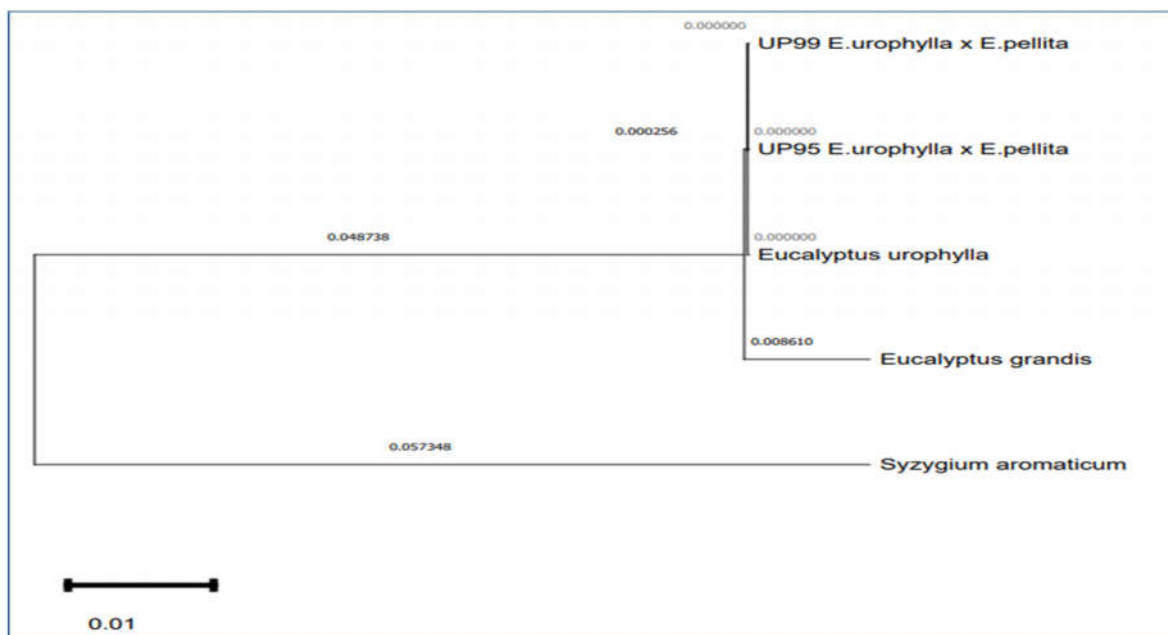 0.000000
UP99 E.urophylla x E.pellita
0.000256
0.000000
UP95 E.urophylla x E.pellita
0.048738
0.000000
Eucalyptus urophylla
0.008610
Eucalyptus grandis
0.057348
Syzygium aromaticum
0.01